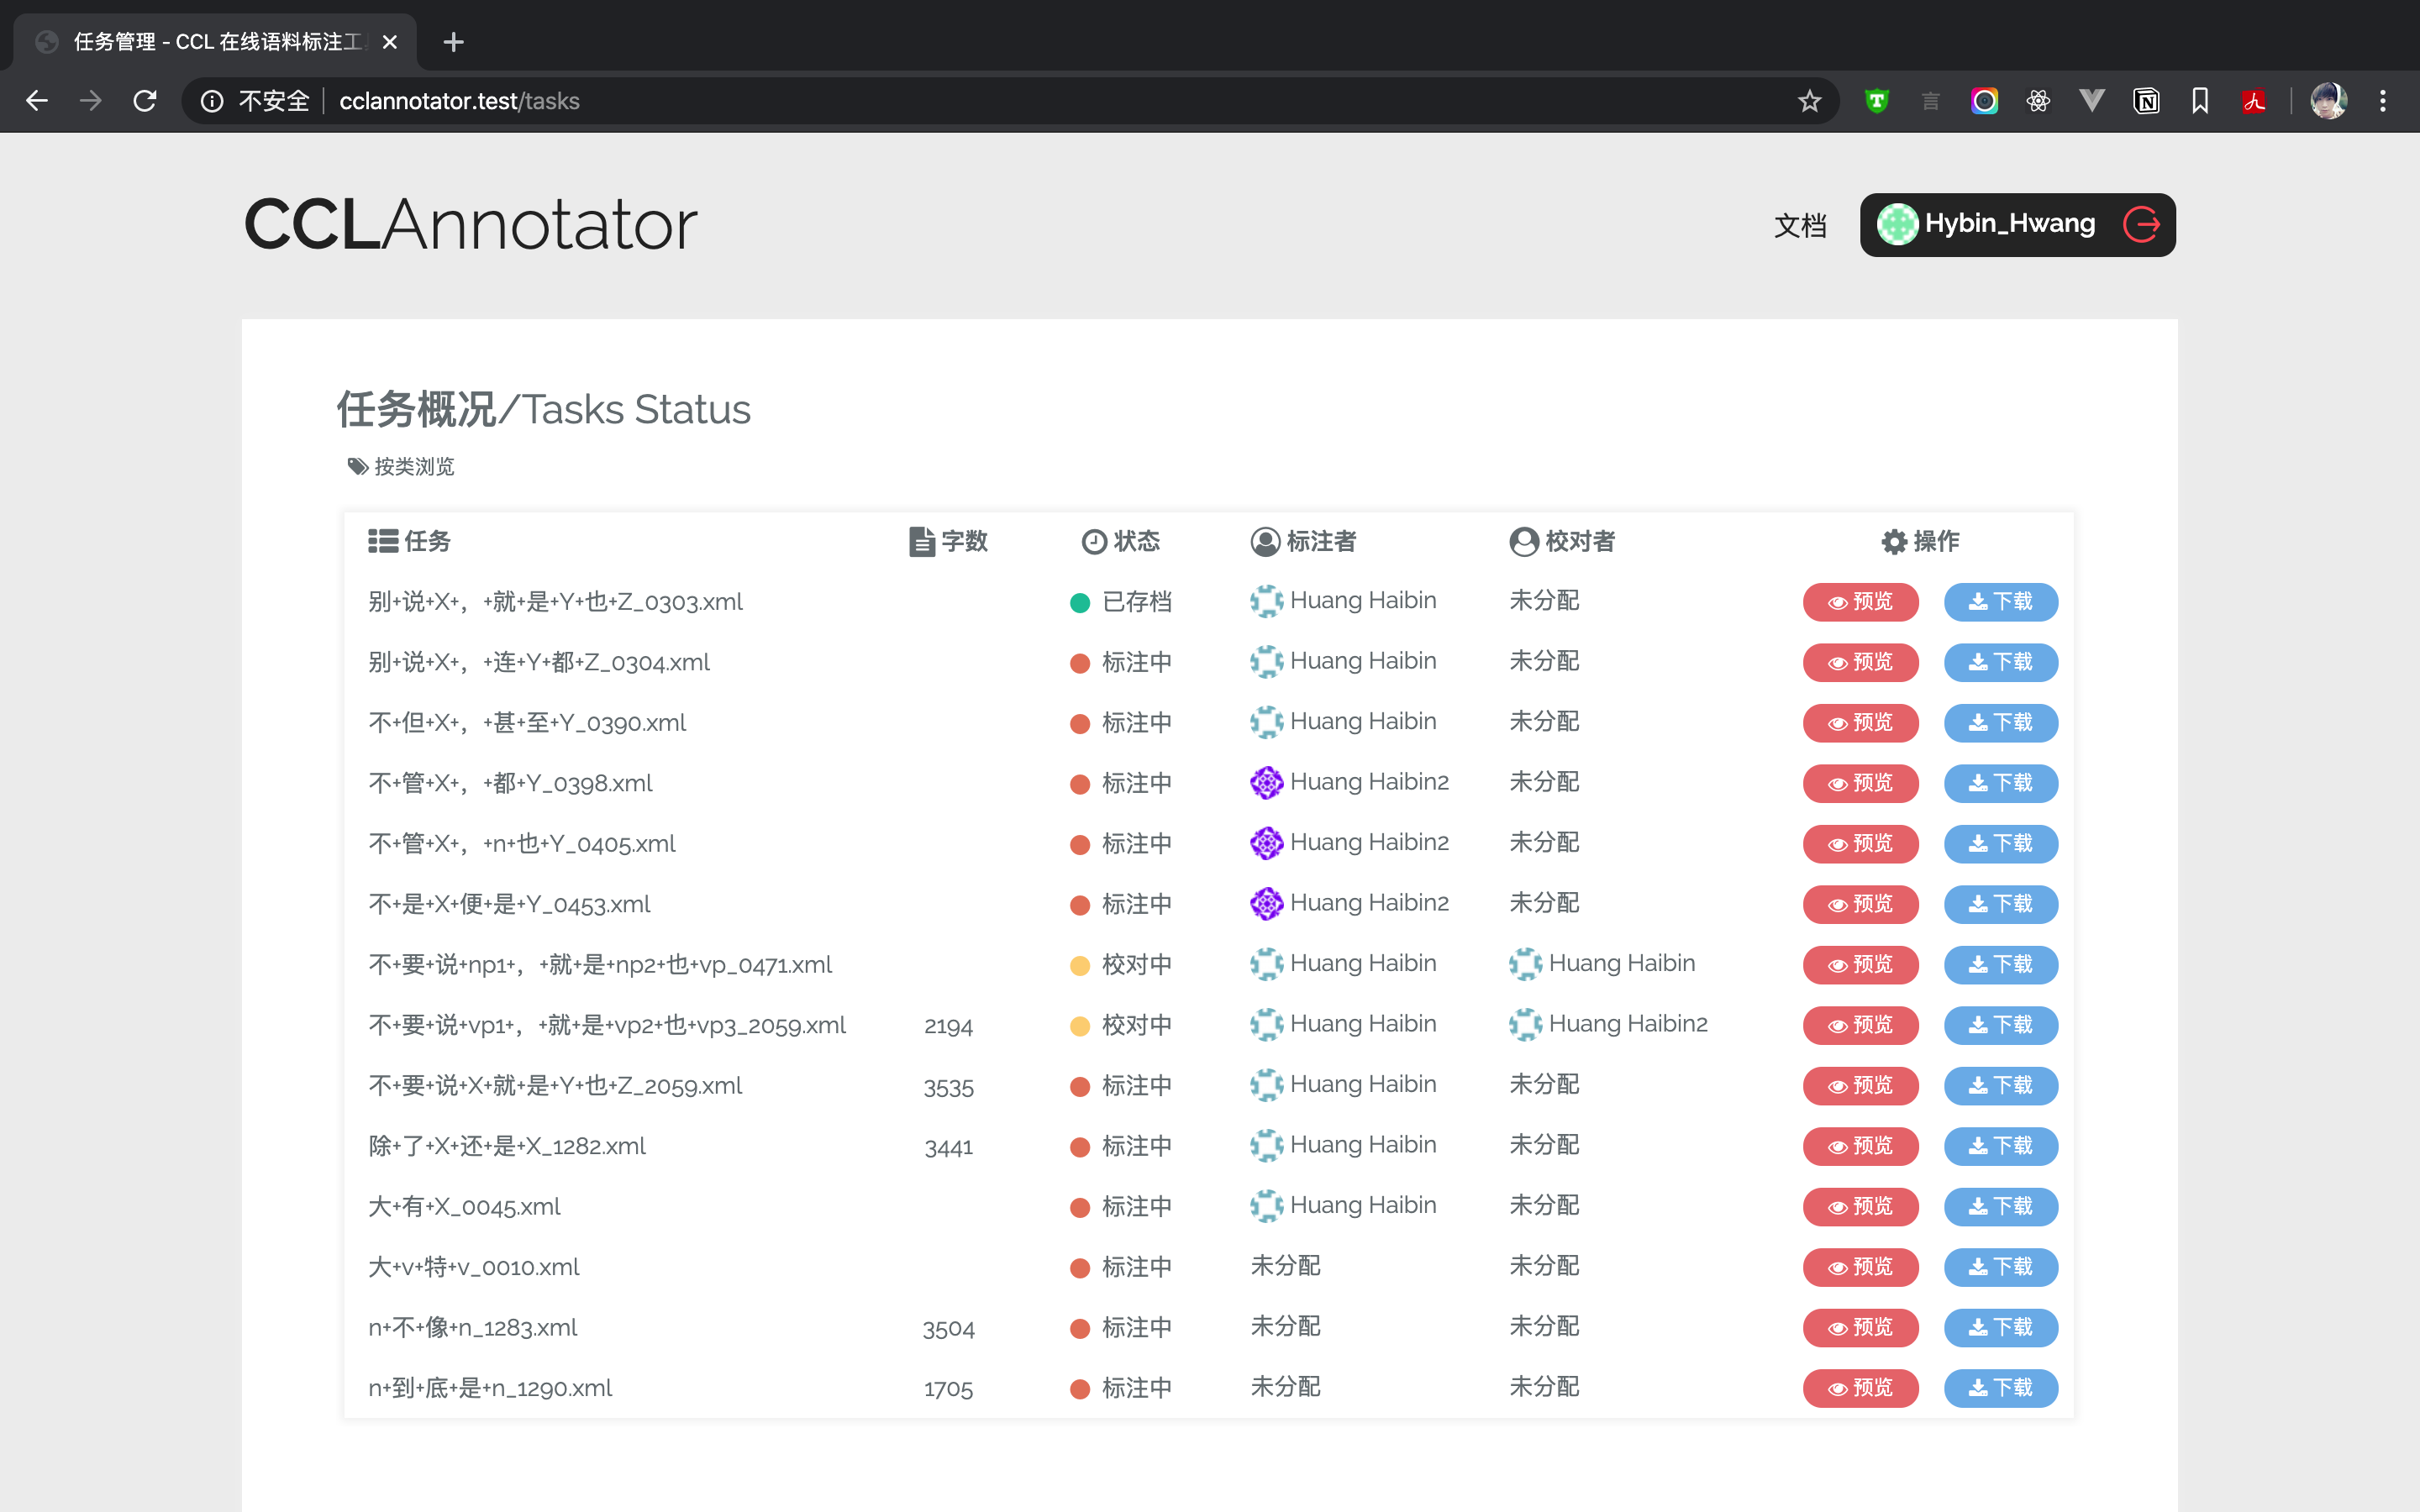 任务管理 - CCL 在线语料标注工
不安全 cclannotator.test/tasks
CCLAnnotator
文档 Hybin_Hwang
任务概况/Tasks Status
按类浏览
任务 字数 状态 标注者 校对者 操作
别+说+X+，+就+是+Y+也+Z_0303.xml 已存档 Huang Haibin 未分配 预览 下载
别+说+X+，+连+Y+都+Z_0304.xml 标注中 Huang Haibin 未分配 预览 下载
不+但+X+，+甚+至+Y_0390.xml 标注中 Huang Haibin 未分配 预览 下载
不+管+X+，+都+Y_0398.xml 标注中 Huang Haibin2 未分配 预览 下载
不+管+X+，+n+也+Y_0405.xml 标注中 Huang Haibin2 未分配 预览 下载
不+是+X+便+是+Y_0453.xml 标注中 Huang Haibin2 未分配 预览 下载
不+要+说+np1+，+就+是+np2+也+vp_0471.xml 校对中 Huang Haibin Huang Haibin 预览 下载
不+要+说+vp1+，+就+是+vp2+也+vp3_2059.xml 2194 校对中 Huang Haibin Huang Haibin2 预览 下载
不+要+说+X+就+是+Y+也+Z_2059.xml 3535 标注中 Huang Haibin 未分配 预览 下载
除+了+X+还+是+X_1282.xml 3441 标注中 Huang Haibin 未分配 预览 下载
大+有+X_0045.xml 标注中 Huang Haibin 未分配 预览 下载
大+v+特+v_0010.xml 标注中 未分配 未分配 预览 下载
n+不+像+n_1283.xml 3504 标注中 未分配 未分配 预览 下载
n+到+底+是+n_1290.xml 1705 标注中 未分配 未分配 预览 下载